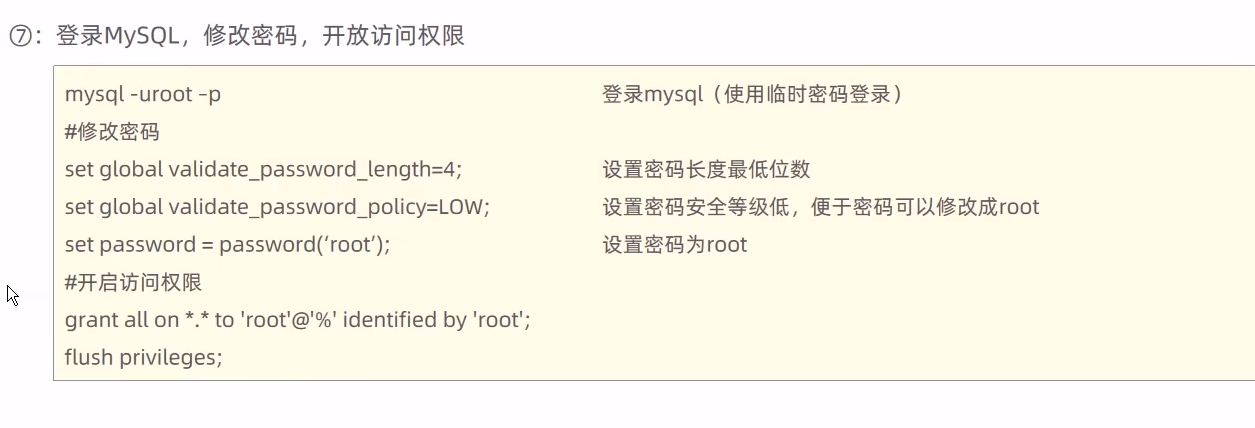 ⑦：登录MySQL，修改密码，开放访问权限
mysql -uroot –p 登录mysql（使用临时密码登录）
#修改密码
set global validate_password_length=4; 设置密码长度最低位数
set global validate_password_policy=LOW; 设置密码安全等级低，便于密码可以修改成root
set password = password(‘root’); 设置密码为root
#开启访问权限
grant all on *.* to 'root'@'%' identified by 'root';
flush privileges;